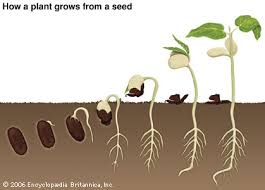 How a plant grows from a seed
© 2006 Encyclopædia Britannica, Inc.